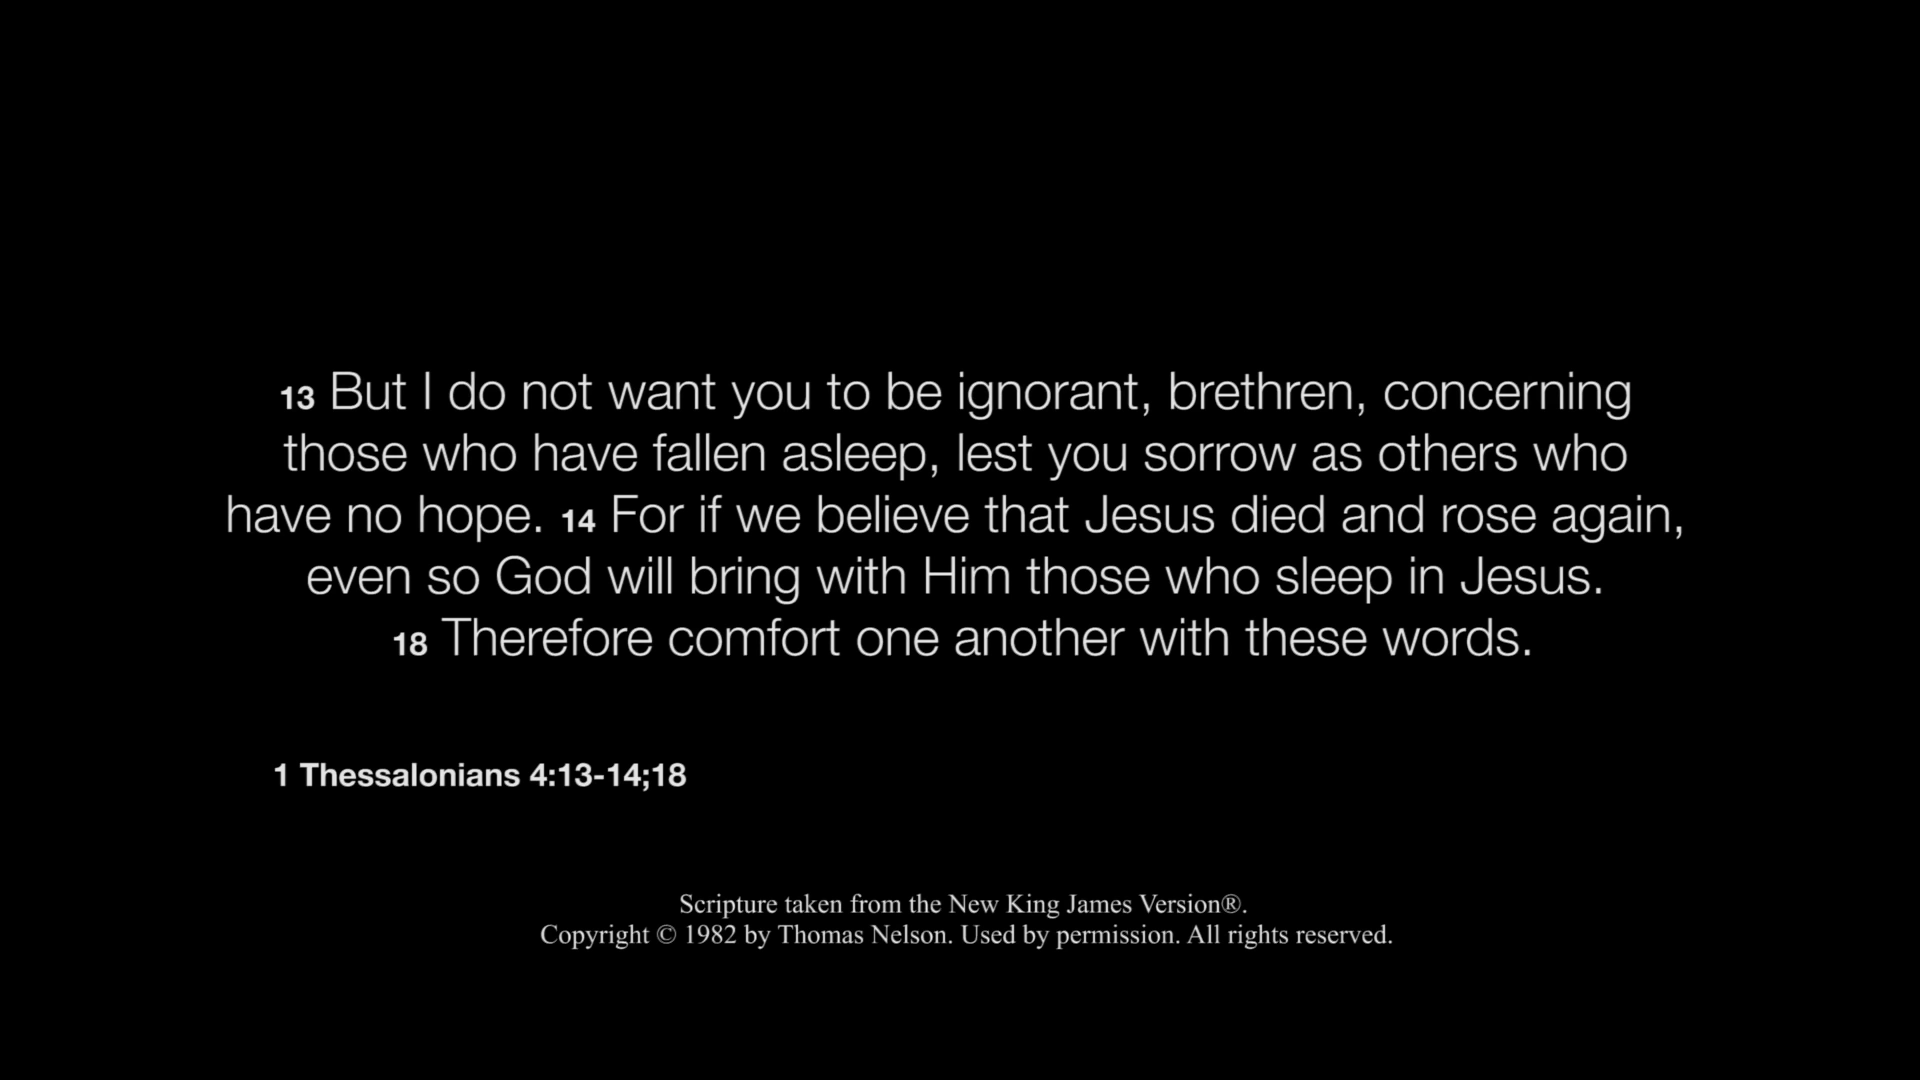 13 But I do not want you to be ignorant, brethren, concerning
those who have fallen asleep, lest you sorrow as others who
have no hope. 14 For if we believe that Jesus died and rose again,
even so God will bring with Him those who sleep in Jesus.
18 Therefore comfort one another with these words.
1 Thessalonians 4:13-14;18
Scripture taken from the New King James Version®.
Copyright © 1982 by Thomas Nelson. Used by permission. All rights reserved.